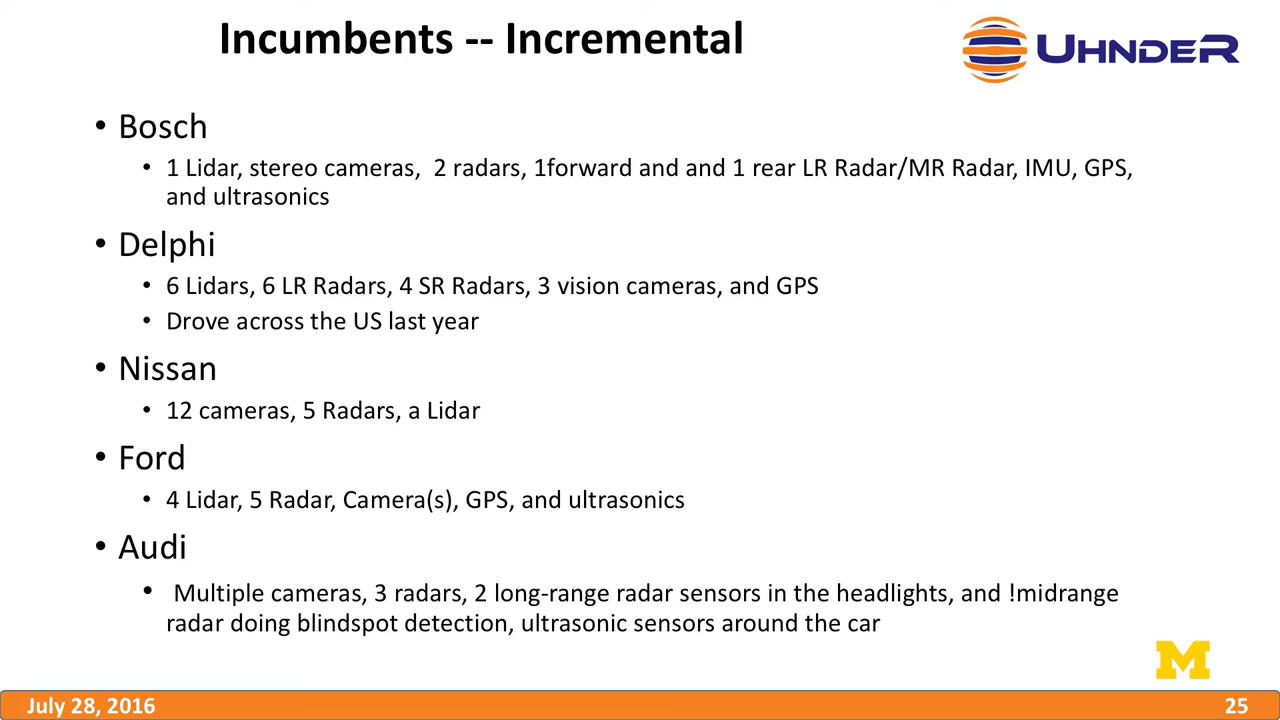 Incumbents -- Incremental
UHNDER
• Bosch
• 1 Lidar, stereo cameras, 2 radars, 1forward and and 1 rear LR Radar/MR Radar, IMU, GPS,
and ultrasonics
• Delphi
• 6 Lidars, 6 LR Radars, 4 SR Radars, 3 vision cameras, and GPS
• Drove across the US last year
• Nissan
• 12 cameras, 5 Radars, a Lidar
• Ford
• 4 Lidar, 5 Radar, Camera(s), GPS, and ultrasonics
• Audi
• Multiple cameras, 3 radars, 2 long-range radar sensors in the headlights, and !midrange
radar doing blindspot detection, ultrasonic sensors around the car
M
July 28, 2016
25